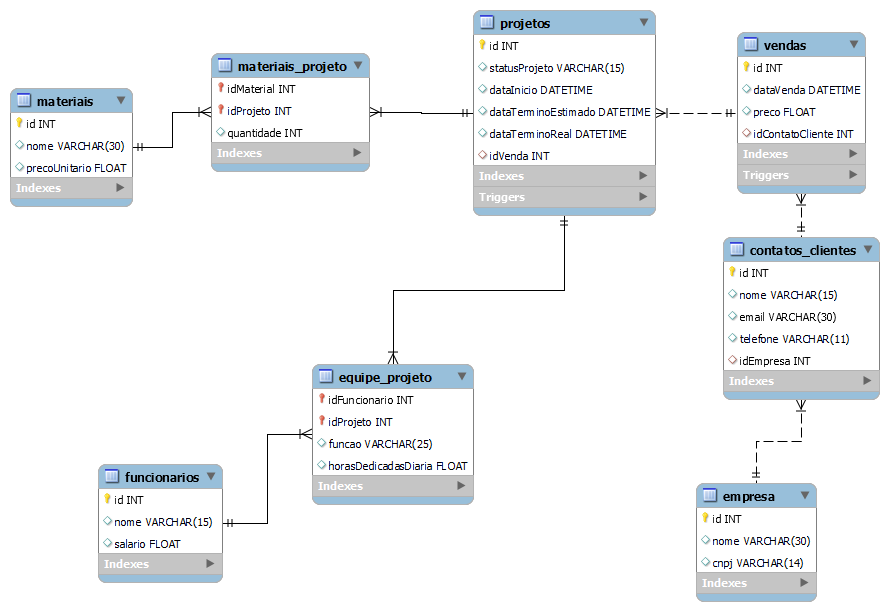 projetos
id INT
statusProjeto VARCHAR(15)
dataInicio DATETIME
dataTerminoEstimado DATETIME
dataTerminoReal DATETIME
idVenda INT
Indexes
Triggers
vendas
id INT
dataVenda DATETIME
preco FLOAT
idContatoCliente INT
Indexes
Triggers
materiais_projeto
idMaterial INT
idProjeto INT
quantidade INT
Indexes
materiais
id INT
nome VARCHAR(30)
precoUnitario FLOAT
Indexes
contatos_clientes
id INT
nome VARCHAR(15)
email VARCHAR(30)
telefone VARCHAR(11)
idEmpresa INT
Indexes
equipe_projeto
idFuncionario INT
idProjeto INT
funcao VARCHAR(25)
horasDedicadasDiaria FLOAT
Indexes
funcionarios
id INT
nome VARCHAR(15)
salario FLOAT
Indexes
empresa
id INT
nome VARCHAR(30)
cnpj VARCHAR(14)
Indexes